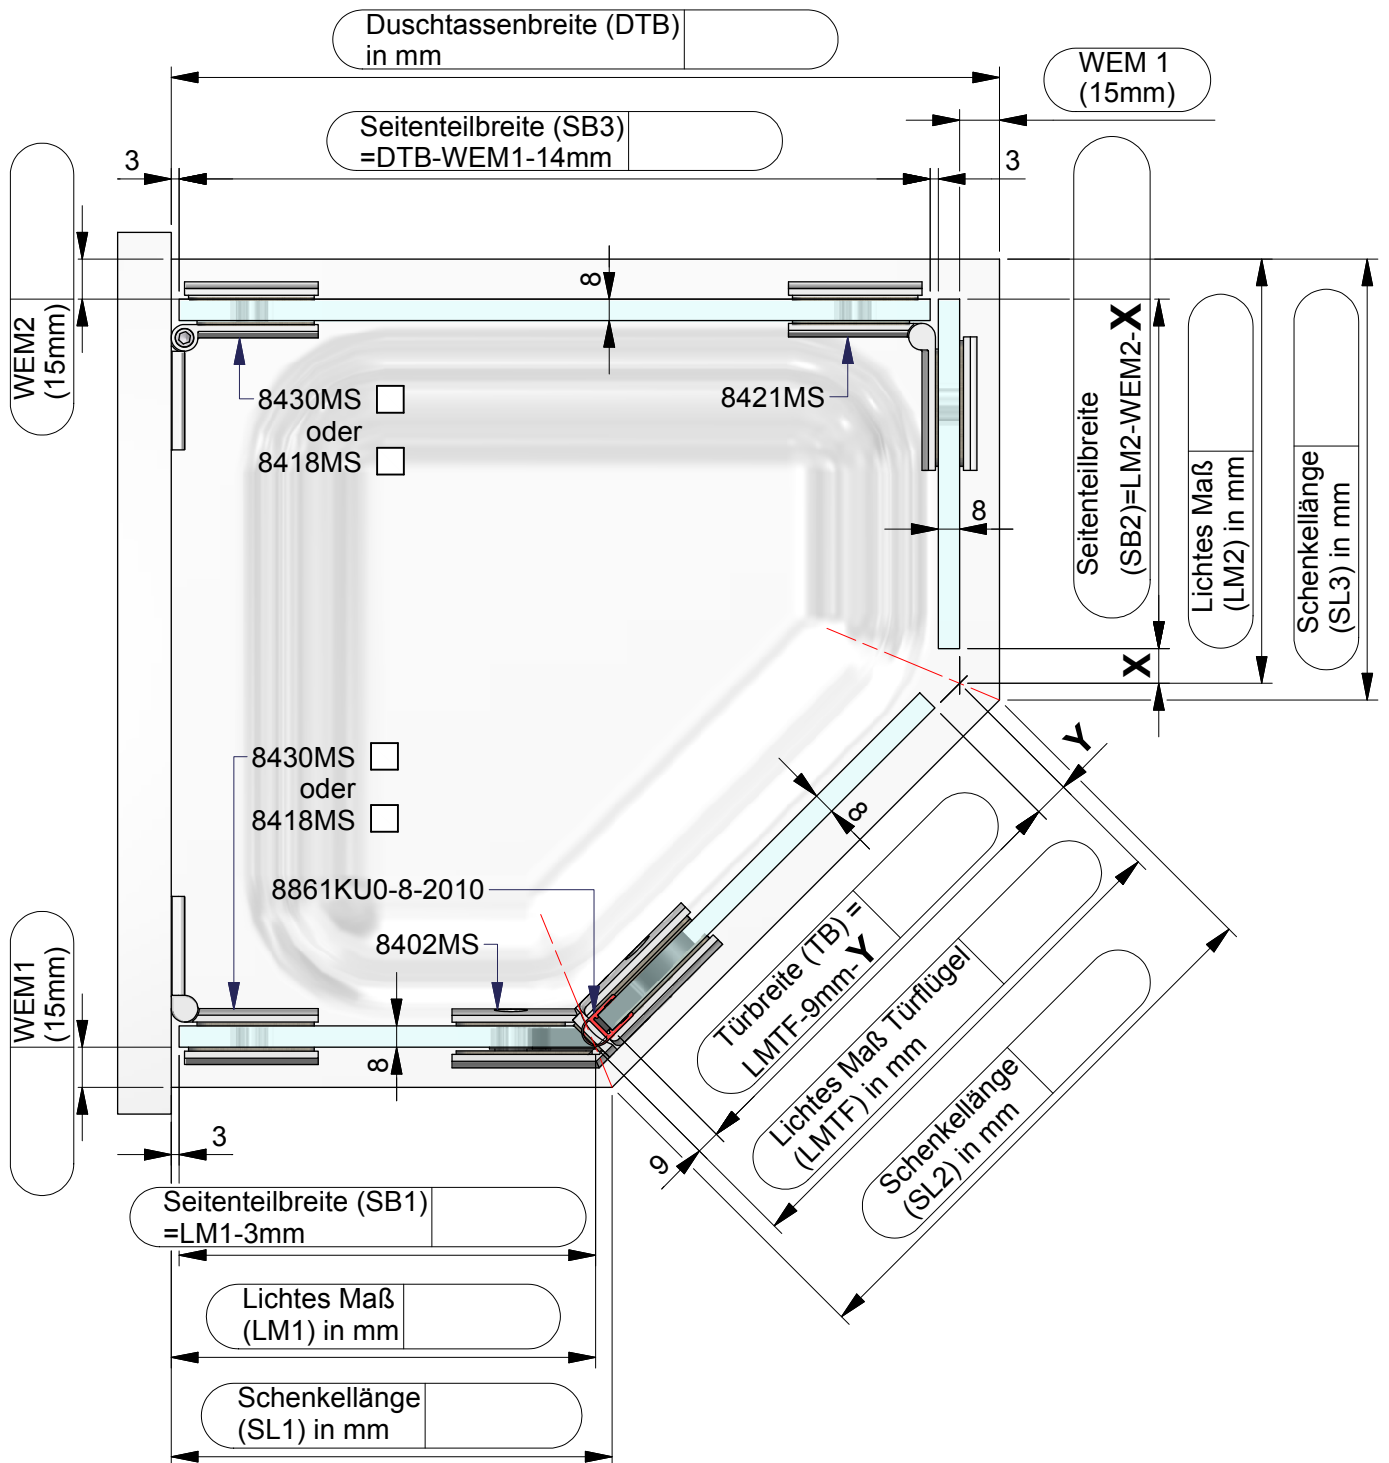 Duschtassenbreite (DTB)
in mm
WEM 1
(15mm)
Seitenteilbreite (SB3)
=DTB-WEM1-14mm
3
3
WEM2
(15mm)
8
8430MS
oder
8418MS
8421MS
8
Seitenteilbreite
(SB2)=LM2-WEM2-X
Lichtes Maß
(LM2) in mm
Schenkellänge
(SL3) in mm
X
Y
8430MS
oder
8418MS
8
8861KU0-8-2010
8402MS
Türbreite (TB) =
LMTF-9mm-Y
Lichtes Maß Türflügel
(LMTF) in mm
Schenkellänge
(SL2) in mm
WEM1
(15mm)
8
9
3
Seitenteilbreite (SB1)
=LM1-3mm
Lichtes Maß
(LM1) in mm
Schenkellänge
(SL1) in mm